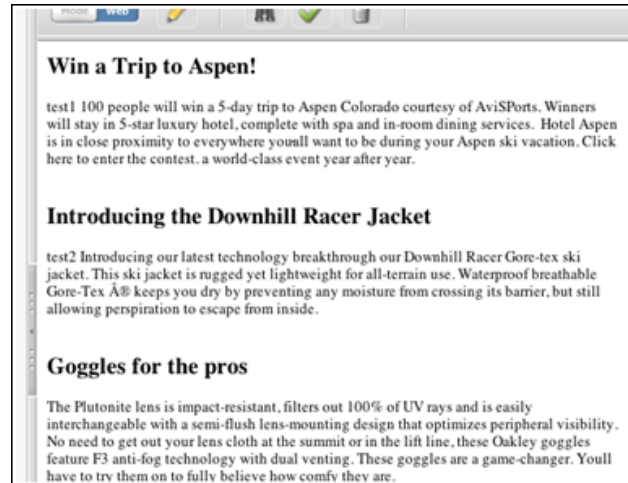 Mode Web
Win a Trip to Aspen!
test1 100 people will win a 5-day trip to Aspen Colorado courtesy of AviSPorts. Winners
will stay in 5-star luxury hotel, complete with spa and in-room dining services.  Hotel Aspen
is in close proximity to everywhere want to be during your Aspen ski vacation. Click
here to enter the contest. a world-class event year after year.
Introducing the Downhill Racer Jacket
test2 Introducing our latest technology breakthrough our Downhill Racer Gore-tex ski
jacket. This ski jacket is rugged yet lightweight for all-terrain use. Waterproof breathable
Gore-Tex Â® keeps you dry by preventing any moisture from crossing its barrier, but still
allowing perspiration to escape from inside.
Goggles for the pros
The Plutonite lens is impact-resistant, filters out 100% of UV rays and is easily
interchangeable with a semi-flush lens-mounting design that optimizes peripheral visibility.
No need to get out your lens cloth at the summit or in the lift line, these Oakley goggles
feature F3 anti-fog technology with dual venting. These goggles are a game-changer. Youll
have to try them on to fully believe how comfy they are.